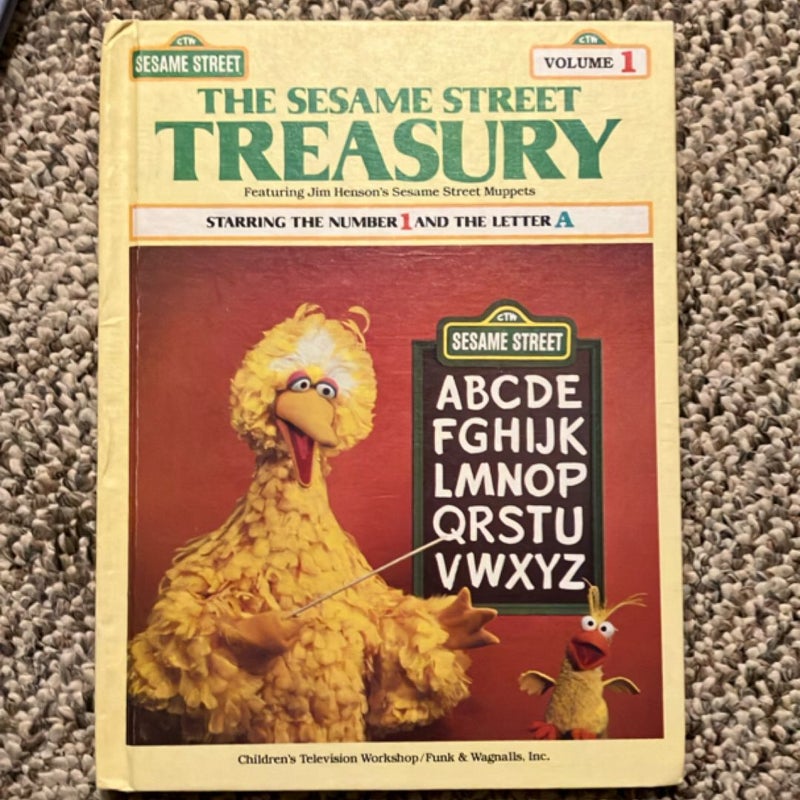 CTW
SESAME STREET
CTW
VOLUME 1
THE SESAME STREET
TREASURY
Featuring Jim Henson's Sesame Street Muppets
STARRING THE NUMBER 1 AND THE LETTER A
CTW
SESAME STREET
ABCDE
FGHIJK
LMNOP
QRSTU
VWXYZ
Children's Television Workshop/Funk & Wagnalls, Inc.